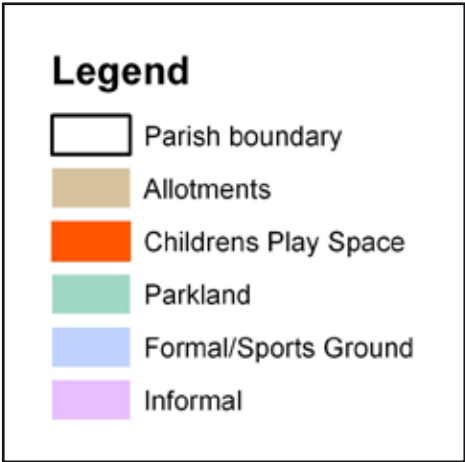 Legend
Parish boundary
Allotments
Childrens Play Space
Parkland
Formal/Sports Ground
Informal